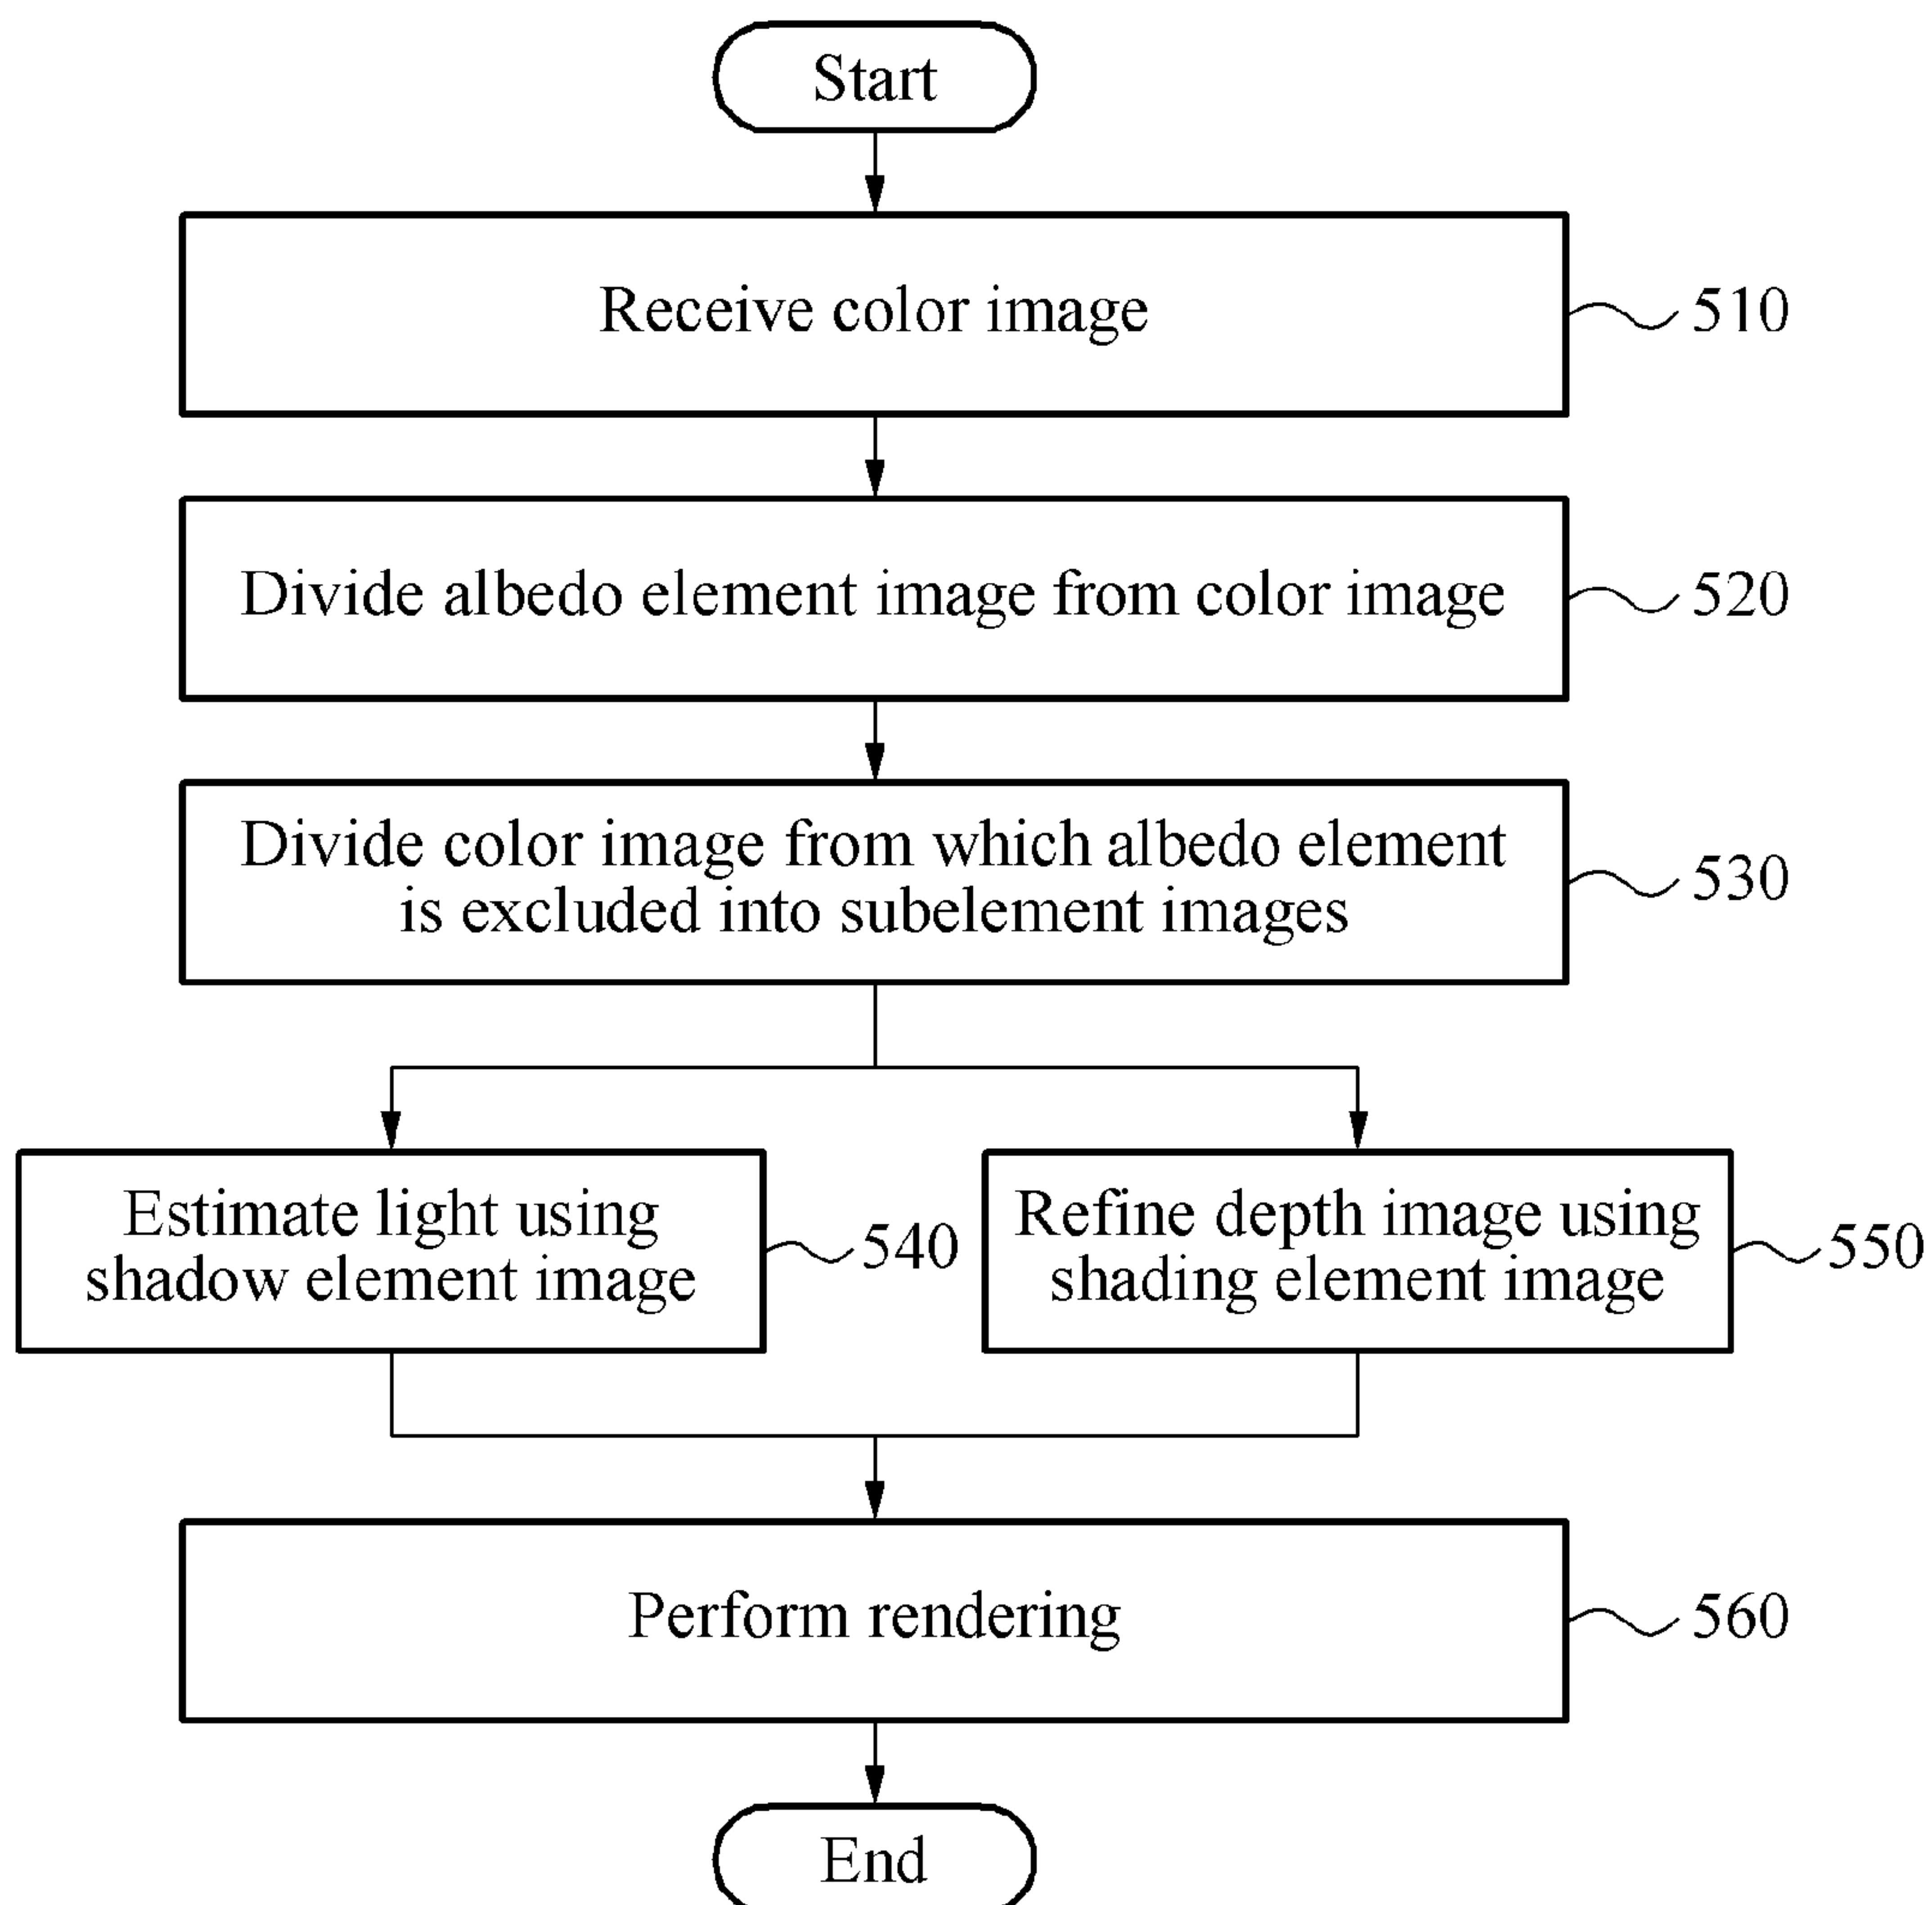 Start
Receive color image
510
Divide albedo element image from color image
520
Divide color image from which albedo element
is excluded into subelement images
530
Estimate light using
shadow element image
540
Refine depth image using
shading element image
550
Perform rendering
560
End